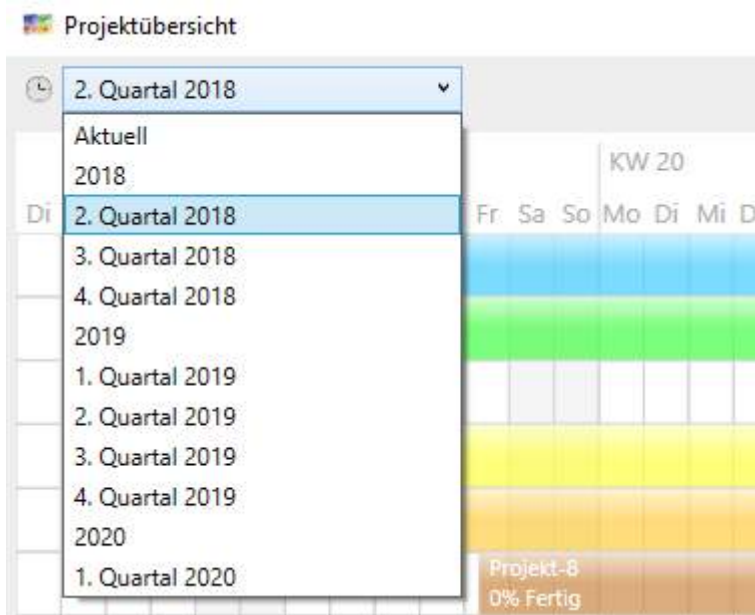 Projektübersicht
2. Quartal 2018
Aktuell
2018
KW 20
Di
2. Quartal 2018
Fr Sa So Mo Di Mi D
3. Quartal 2018
4. Quartal 2018
2019
1. Quartal 2019
2. Quartal 2019
3. Quartal 2019
4. Quartal 2019
2020
1. Quartal 2020
Projekt-8
0% Fertig